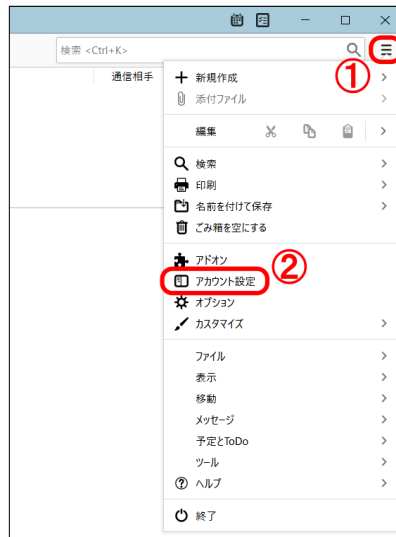 検索 <Ctrl+K>
①
通信相手
新規作成
添付ファイル
編集
検索
印刷
名前を付けて保存
ごみ箱を空にする
アドオン
②
アカウント設定
オプション
カスタマイズ
ファイル
表示
移動
メッセージ
予定とToDo
ツール
ヘルプ
終了